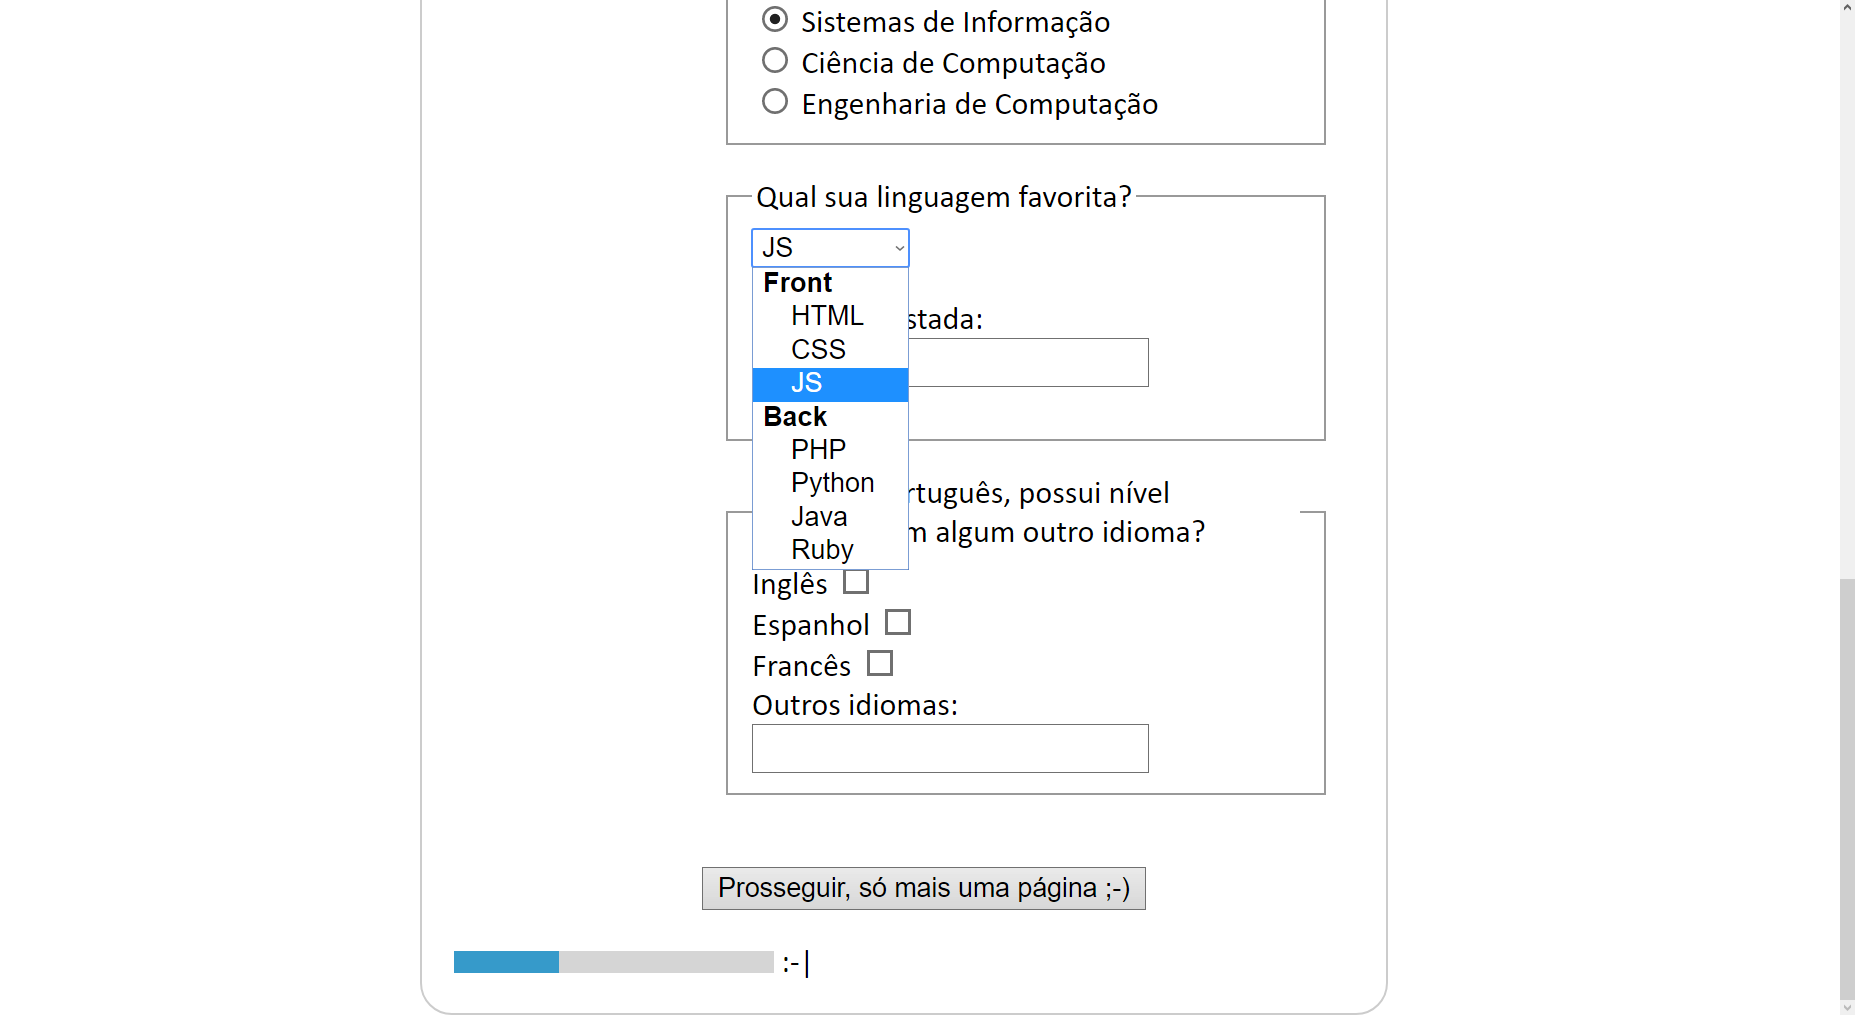 Sistemas de Informação
Ciência de Computação
Engenharia de Computação
Qual sua linguagem favorita?
JS
Front
HTML
stada:
CSS
JS
Back
PHP
Python
rtuguês, possui nível
Java
m algum outro idioma?
Ruby
Inglês
Espanhol
Francês
Outros idiomas:
Prosseguir, só mais uma página ;-)
:-|